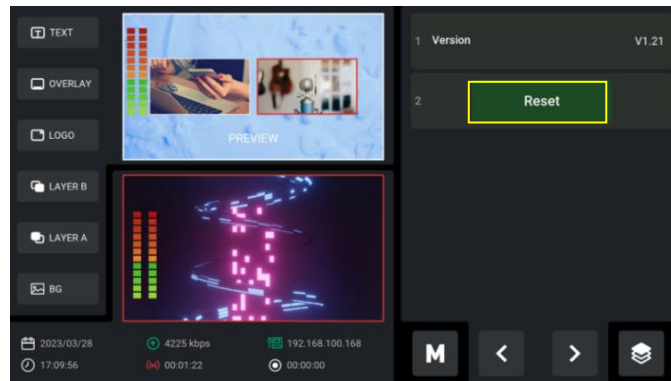 TEXT
OVERLAY
LOGO
LAYER B
LAYER A
BG
PREVIEW
2023/03/28
4225 kbps
192.168.100.168
17:09:56
00:01:22
00:00:00
1 Version V1.21
2 Reset
M